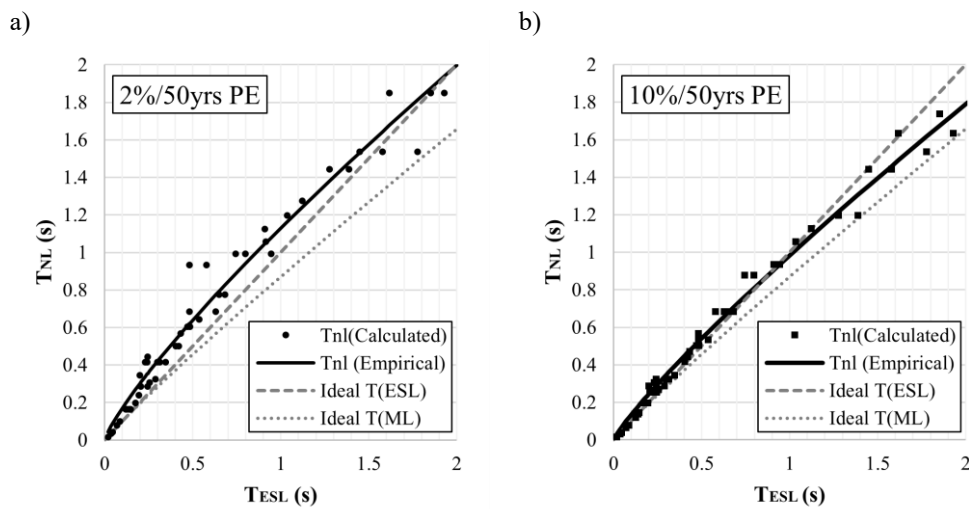 a)
2%/50yrs PE
2
1.8
1.6
1.4
1.2
1
0.8
0.6
0.4
0.2
0
TNL (s)
Tnl(Calculated)
Tnl (Empirical)
Ideal T(ESL)
Ideal T(ML)
0 0.5 1 1.5 2
TESL (s)
b)
10%/50yrs PE
2
1.8
1.6
1.4
1.2
1
0.8
0.6
0.4
0.2
0
TNL (s)
Tnl(Calculated)
Tnl (Empirical)
Ideal T(ESL)
Ideal T(ML)
0 0.5 1 1.5 2
TESL (s)